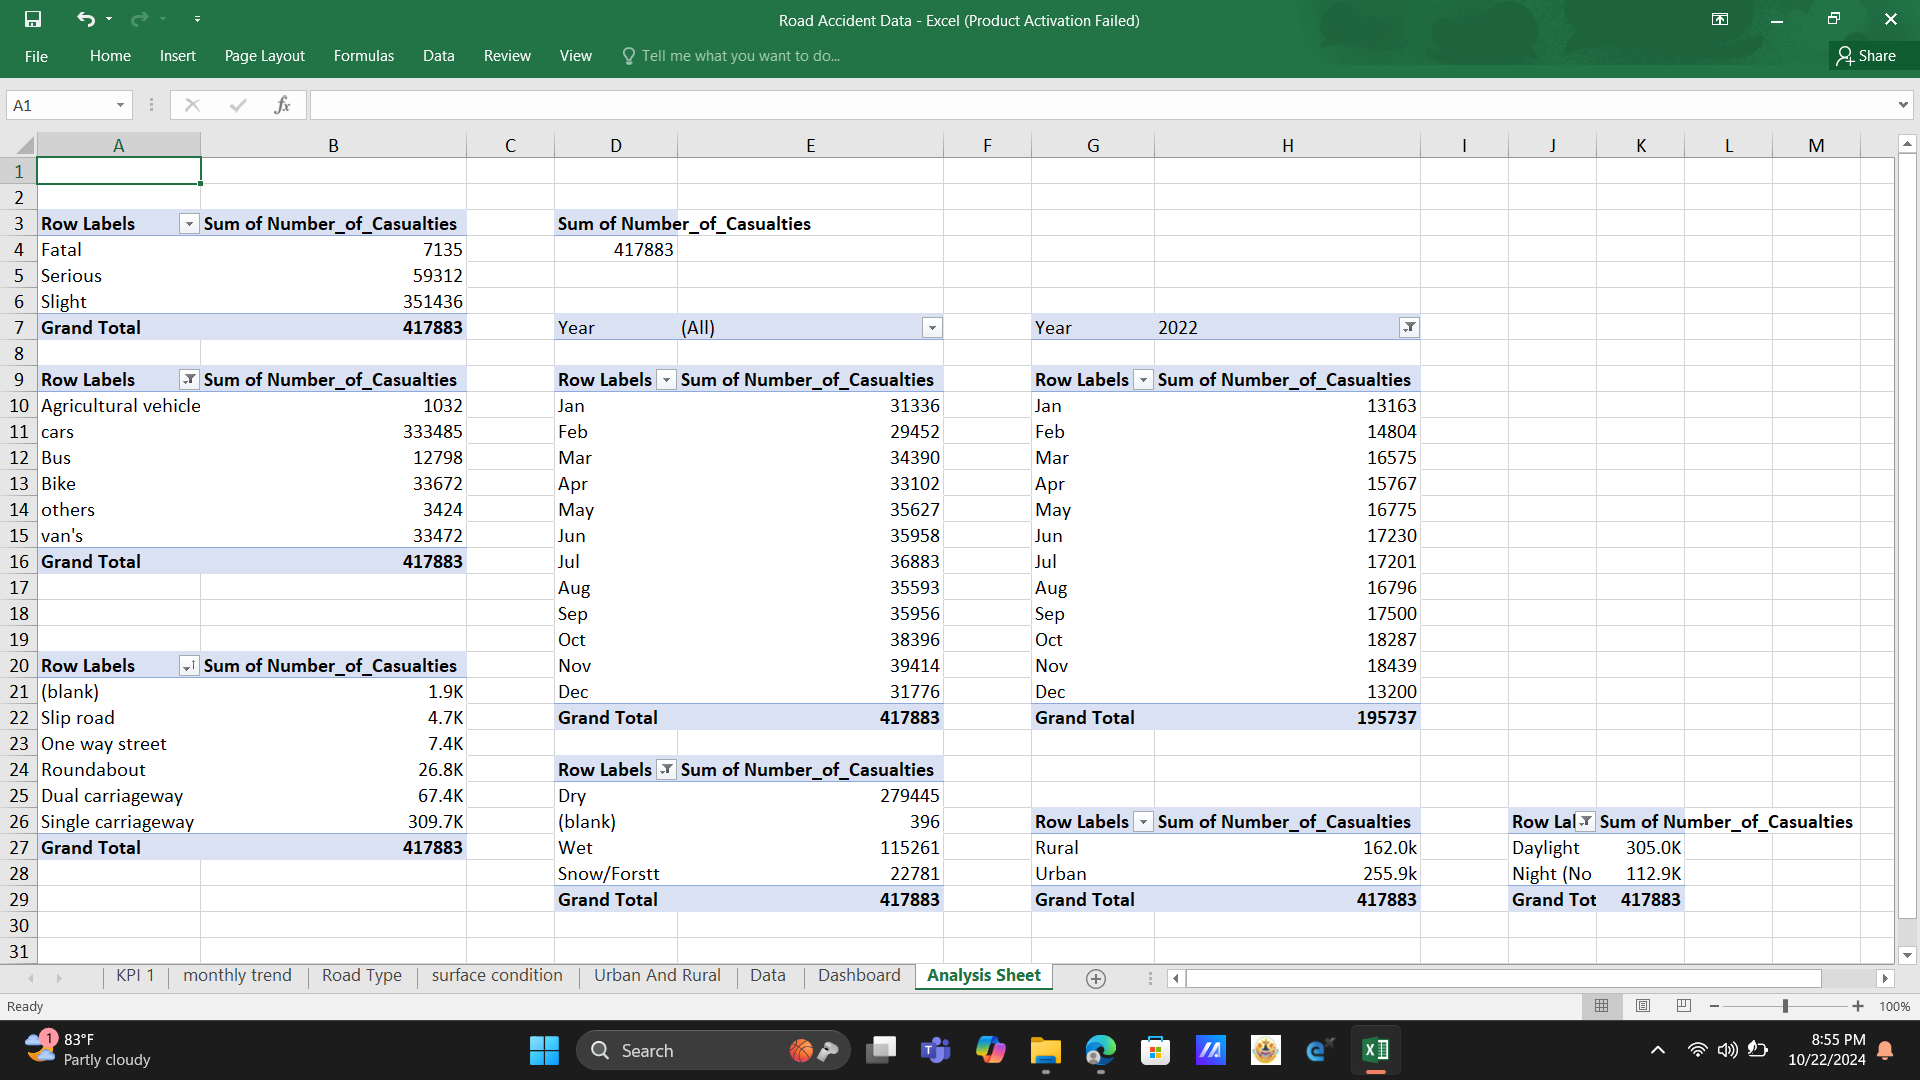 Road Accident Data - Excel (Product Activation Failed)
File Home Insert Page Layout Formulas Data Review View Tell me what you want to do... Share
A1 fx
A B C D E F G H I J K L M
1
2
3 Row Labels Sum of Number_of_Casualties Sum of Number_of_Casualties
4 Fatal 7135 417883
5 Serious 59312
6 Slight 351436
7 Grand Total 417883 Year (All) Year 2022
8
9 Row Labels Sum of Number_of_Casualties Row Labels Sum of Number_of_Casualties Row Labels Sum of Number_of_Casualties
10 Agricultural vehicle 1032 Jan 31336 Jan 13163
11 cars 333485 Feb 29452 Feb 14804
12 Bus 12798 Mar 34390 Mar 16575
13 Bike 33672 Apr 33102 Apr 15767
14 others 3424 May 35627 May 16775
15 van's 33472 Jun 35958 Jun 17230
16 Grand Total 417883 Jul 36883 Jul 17201
17 Aug 35593 Aug 16796
18 Sep 35956 Sep 17500
19 Oct 38396 Oct 18287
20 Row Labels Sum of Number_of_Casualties Nov 39414 Nov 18439
21 (blank) 1.9K Dec 31776 Dec 13200
22 Slip road 4.7K Grand Total 417883 Grand Total 195737
23 One way street 7.4K
24 Roundabout 26.8K Row Labels Sum of Number_of_Casualties
25 Dual carriageway 67.4K Dry 279445
26 Single carriageway 309.7K (blank) 396 Row Labels Sum of Number_of_Casualties Row Lal Sum of Number_of_Casualties
27 Grand Total 417883 Wet 115261 Rural 162.0k Daylight 305.0K
28 Snow/Forstt 22781 Urban 255.9k Night (No 112.9K
29 Grand Total 417883 Grand Total 417883 Grand Tot 417883
30
31
KPI 1 monthly trend Road Type surface condition Urban And Rural Data Dashboard Analysis Sheet
Ready 100%
1 83°F
Partly cloudy
Search
8:55 PM
10/22/2024